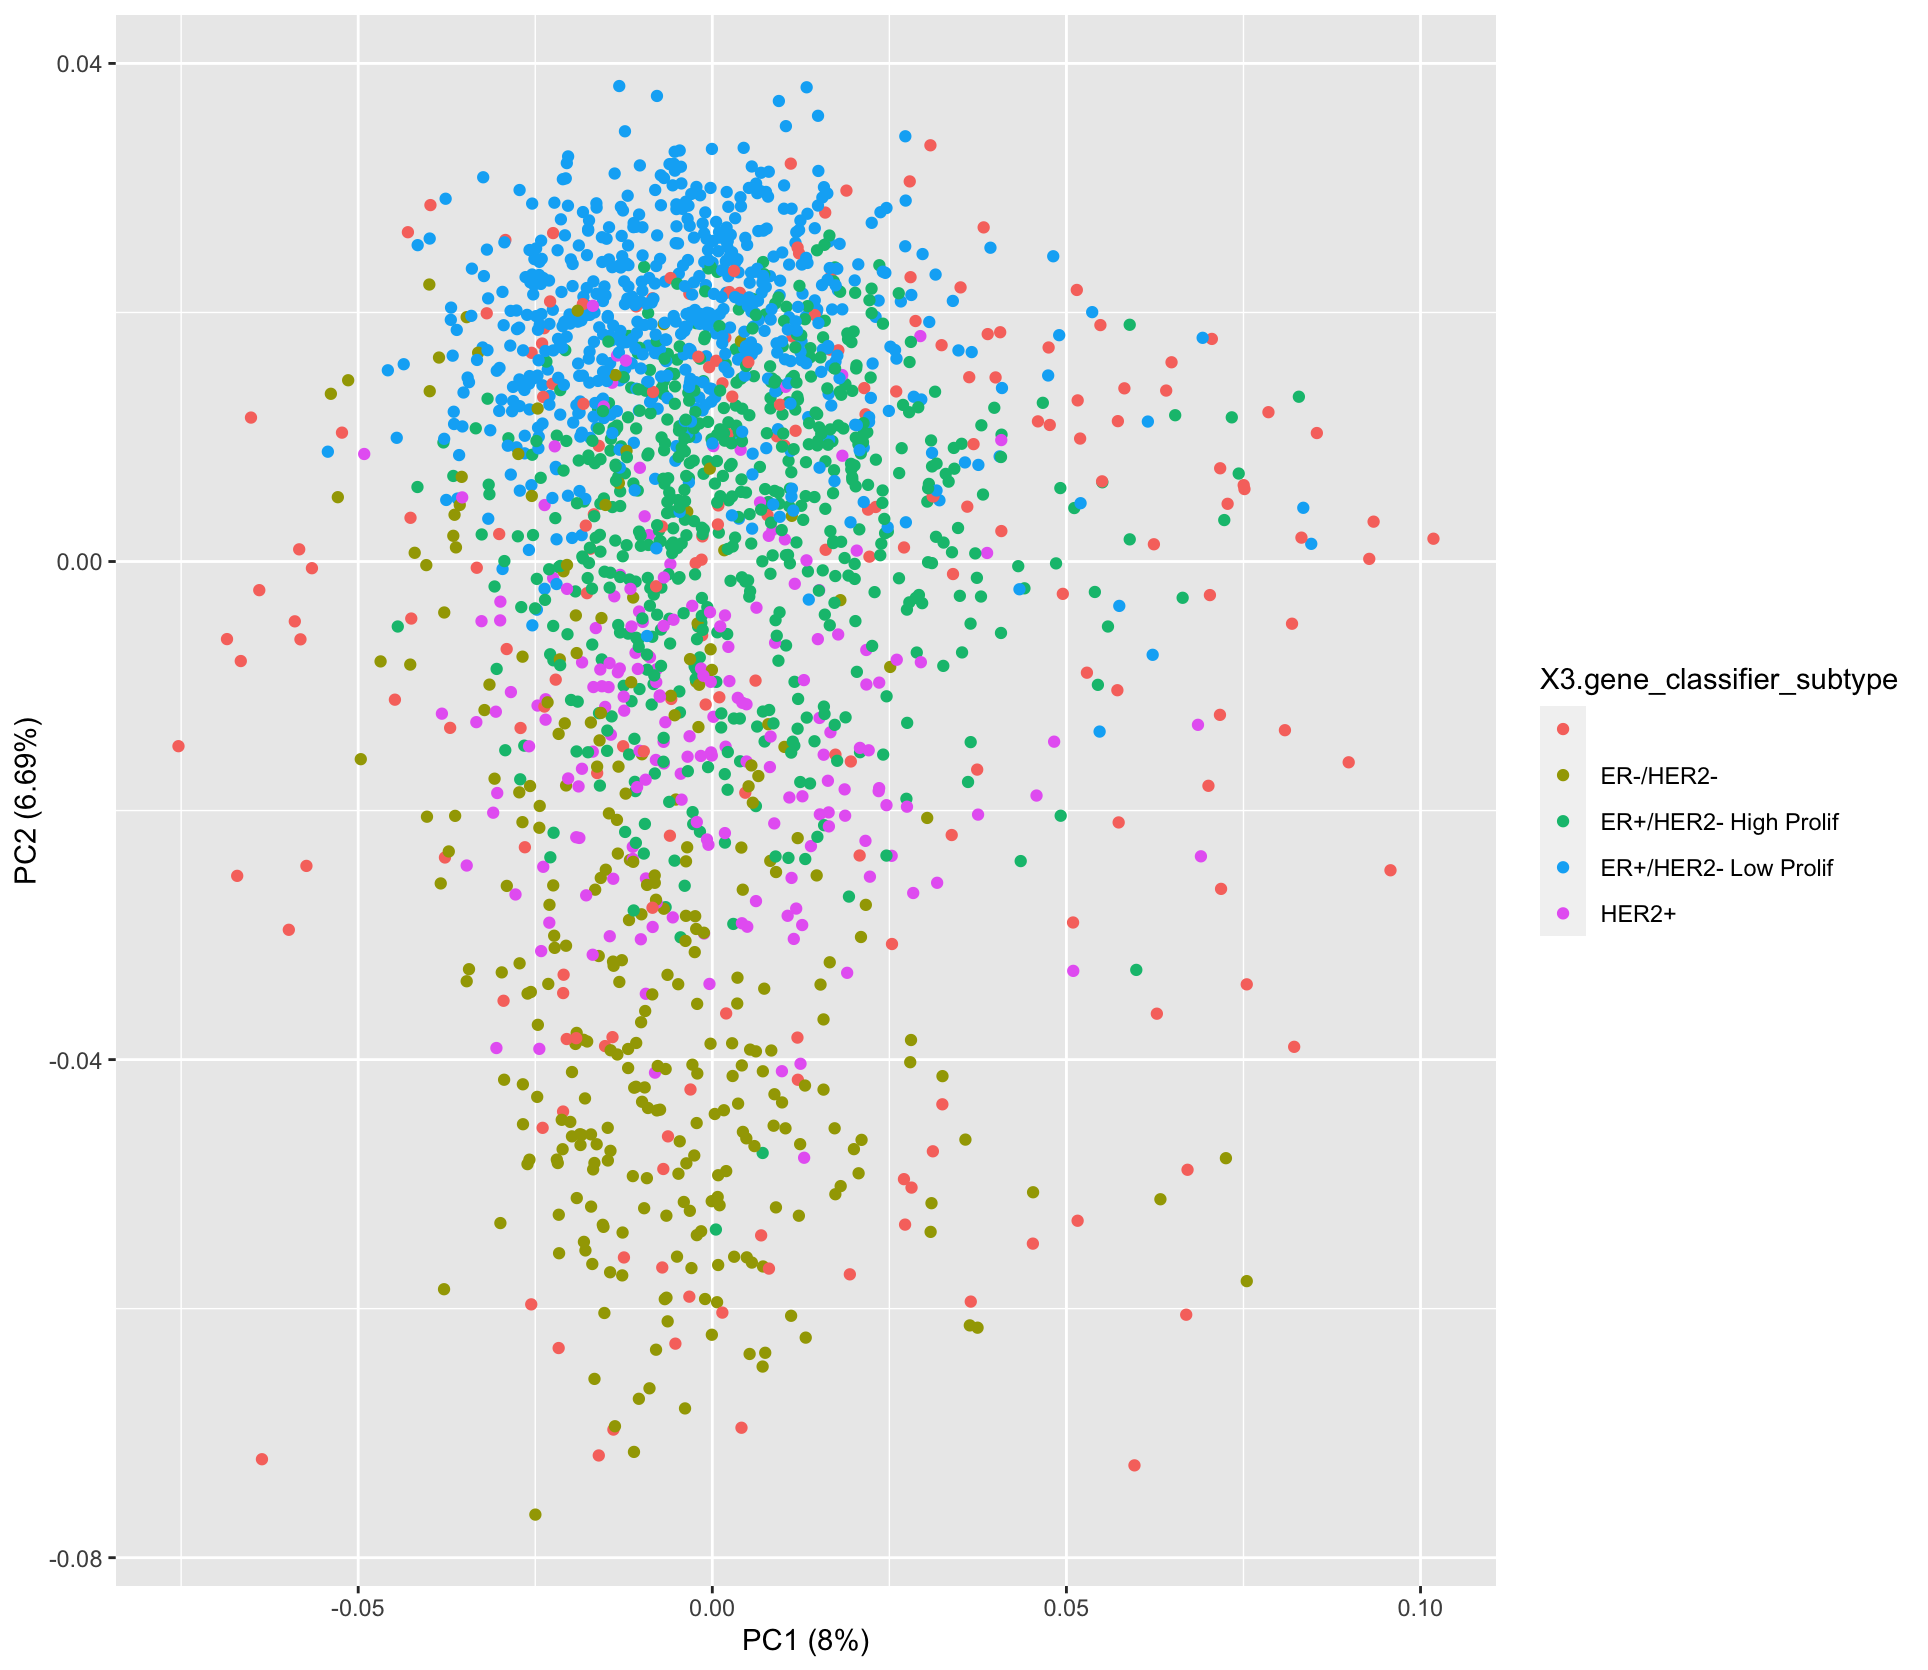 0.04
0.00
-0.04
-0.08
PC2 (6.69%)
-0.05
0.00
0.05
0.10
PC1 (8%)
X3.gene_classifier_subtype
ER-/HER2-
ER+/HER2- High Prolif
ER+/HER2- Low Prolif
HER2+